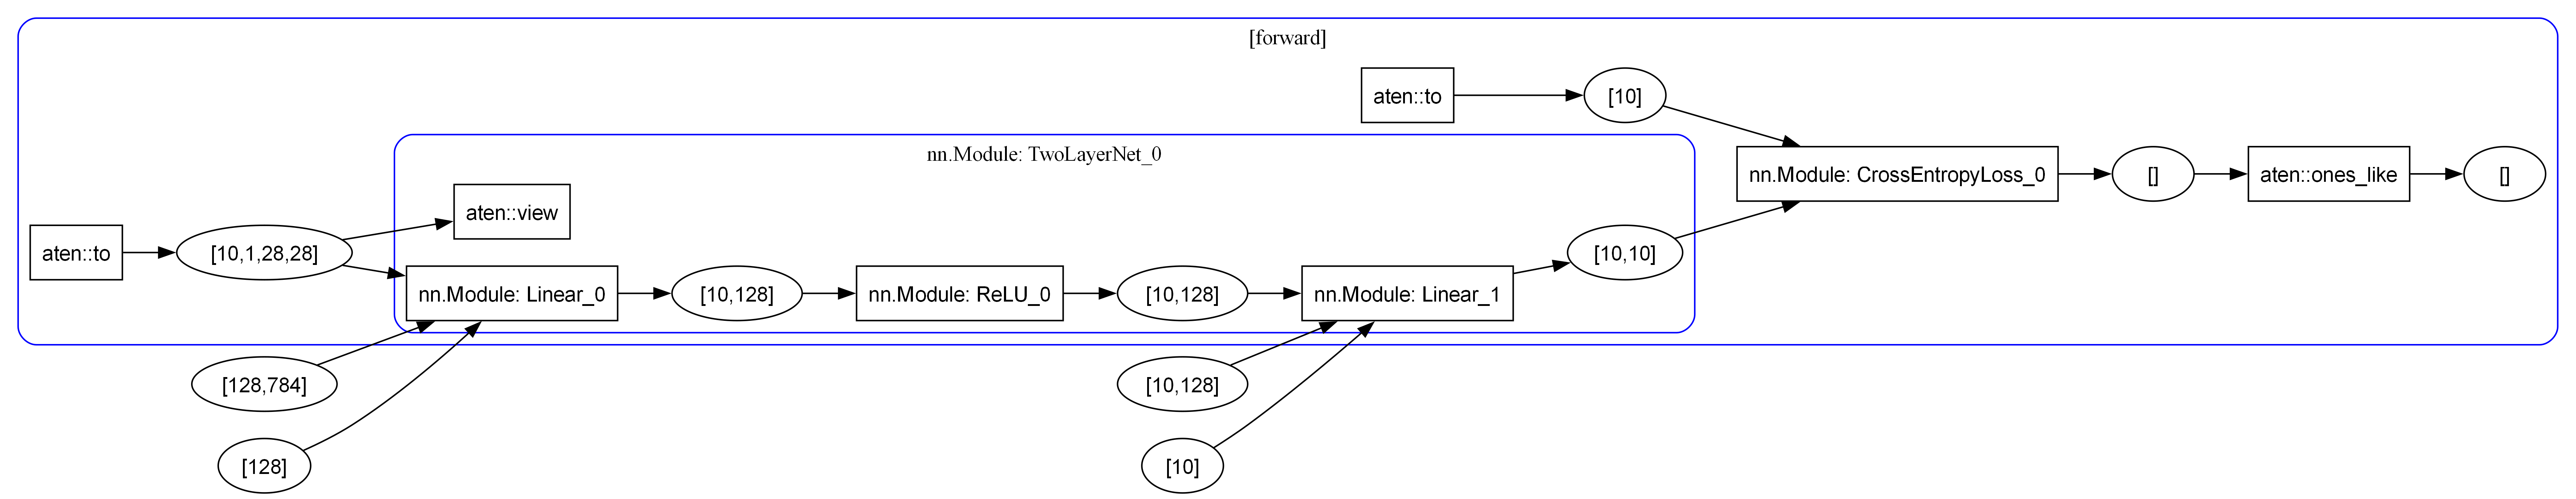 [forward]
aten::to
[10]
nn.Module: TwoLayerNet_0
nn.Module: CrossEntropyLoss_0
[]
aten::ones_like
[]
aten::view
aten::to
[10,1,28,28]
[10,10]
nn.Module: Linear_0
[10,128]
nn.Module: ReLU_0
[10,128]
nn.Module: Linear_1
[128,784]
[10,128]
[128]
[10]